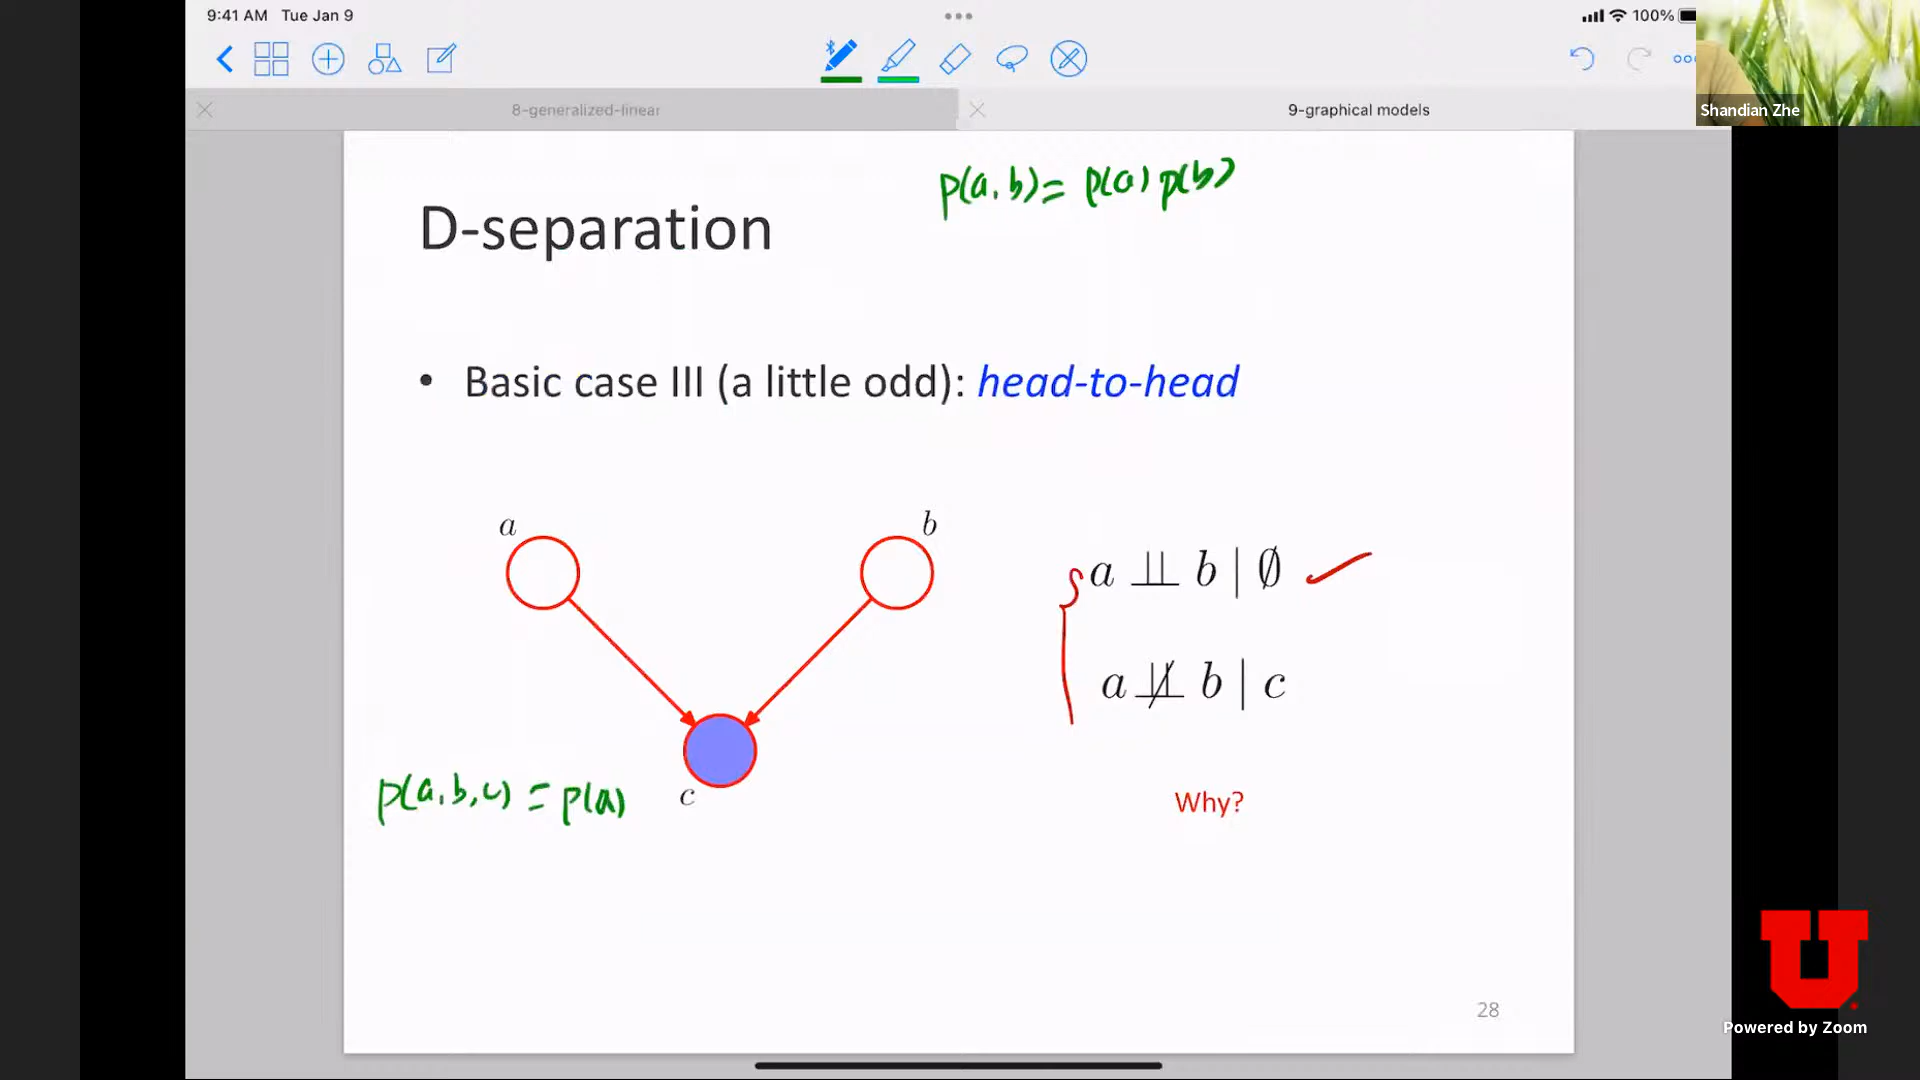 9:41 AM Tue Jan 9
100%
8-generalized-linear
9-graphical models
Shandian Zhe
p(a,b) = p(a) p(b)
D-separation
• Basic case III (a little odd): head-to-head
a
b
a ⫫ b | ∅
a ⫫̸ b | c
p(a,b,c) = p(a)
c
Why?
28
U
Powered by Zoom